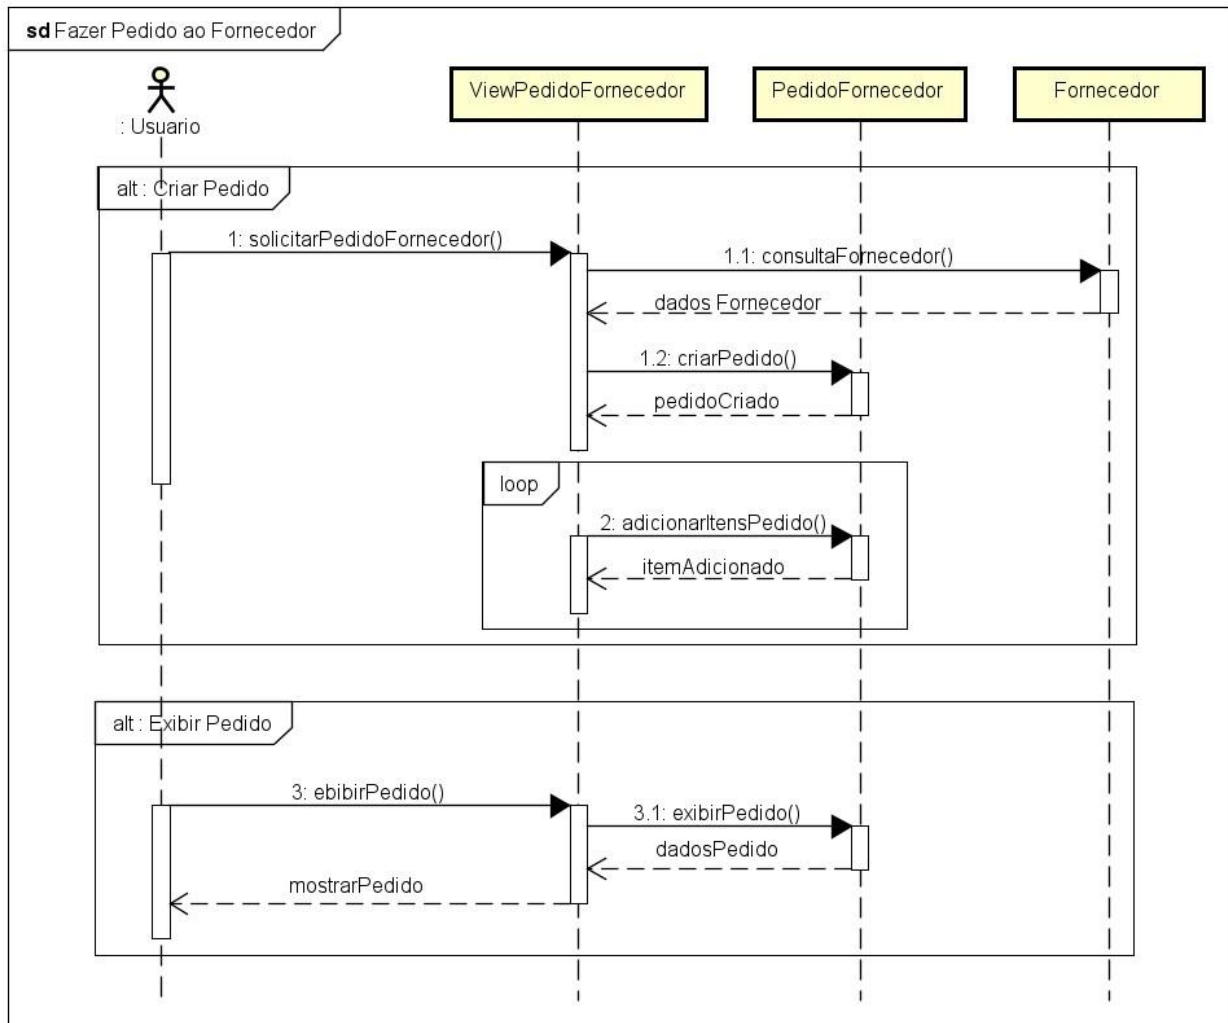 sd Fazer Pedido ao Fornecedor
: Usuario
ViewPedidoFornecedor
PedidoFornecedor
Fornecedor
alt : Criar Pedido
1: solicitarPedidoFornecedor()
1.1: consultaFornecedor()
dados Fornecedor
1.2: criarPedido()
pedidoCriado
loop
2: adicionarItensPedido()
itemAdicionado
alt : Exibir Pedido
3: ebibirPedido()
3.1: exibirPedido()
dadosPedido
mostrarPedido